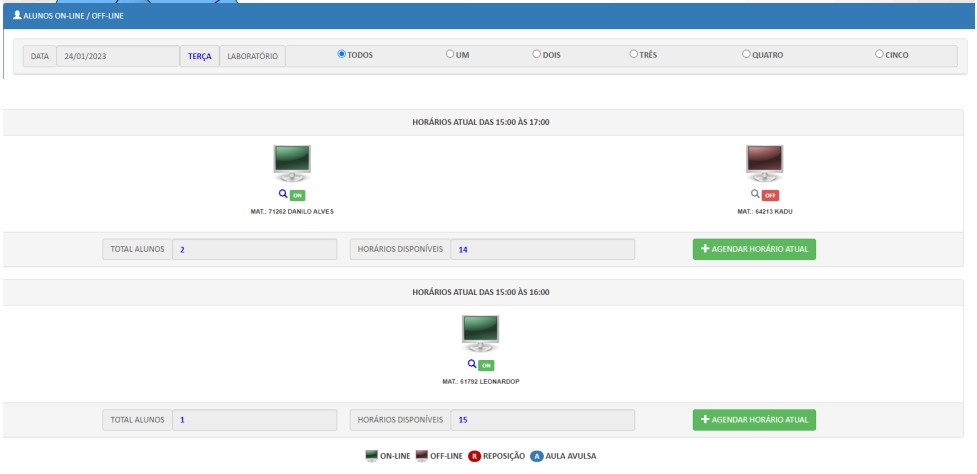 ALUNOS ON-LINE / OFF-LINE
DATA 24/01/2023 TERÇA LABORATÓRIO TODOS UM DOIS TRÊS QUATRO CINCO
HORÁRIOS ATUAL DAS 15:00 ÀS 17:00
ON OFF
MAT.: 71262 DANILO ALVES MAT.: 64213 KADU
TOTAL ALUNOS 2 HORÁRIOS DISPONÍVEIS 14 AGENDAR HORÁRIO ATUAL
HORÁRIOS ATUAL DAS 15:00 ÀS 16:00
ON
MAT.: 61792 LEONARDOP
TOTAL ALUNOS 1 HORÁRIOS DISPONÍVEIS 15 AGENDAR HORÁRIO ATUAL
ON-LINE OFF-LINE R REPOSIÇÃO A AULA AVULSA